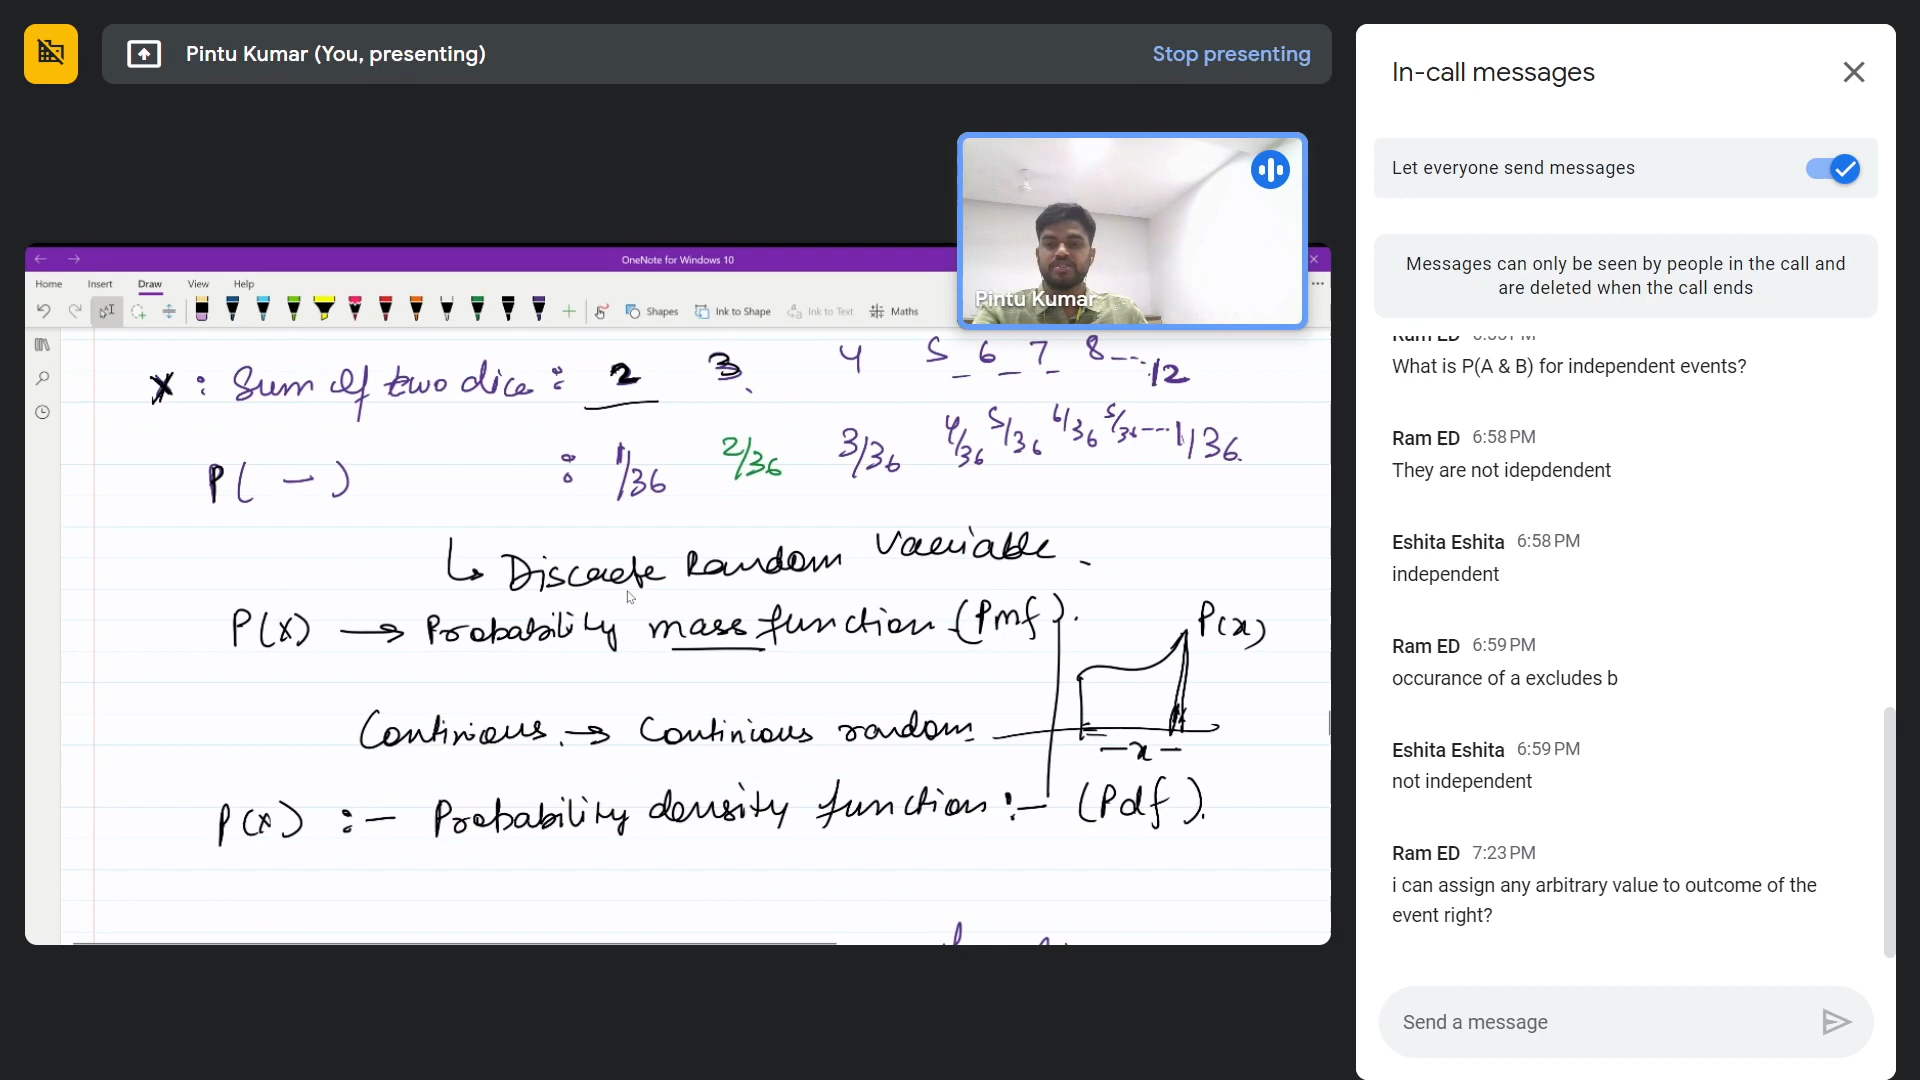 Pintu Kumar (You, presenting)
Stop presenting
OneNote for Windows 10
Home Insert Draw View Help
Shapes Ink to Shape Ink to Text Maths
Pintu Kumar
X : Sum of two dice : 2 3 4 5 6 7 8 --- 12
P( - ) : 1/36 2/36 3/36 4/36 5/36 6/36 5/36 --- 1/36.
↳ Discrete Random Variable.
P(x) → Probability mass function (Pmf).
P(x)
Continious. → Continious random
-x-
P(x) :- Probability density function :- (Pdf).
In-call messages
Let everyone send messages
Messages can only be seen by people in the call and
are deleted when the call ends
What is P(A & B) for independent events?
Ram ED 6:58 PM
They are not idepdendent
Eshita Eshita 6:58 PM
independent
Ram ED 6:59 PM
occurance of a excludes b
Eshita Eshita 6:59 PM
not independent
Ram ED 7:23 PM
i can assign any arbitrary value to outcome of the
event right?
Send a message